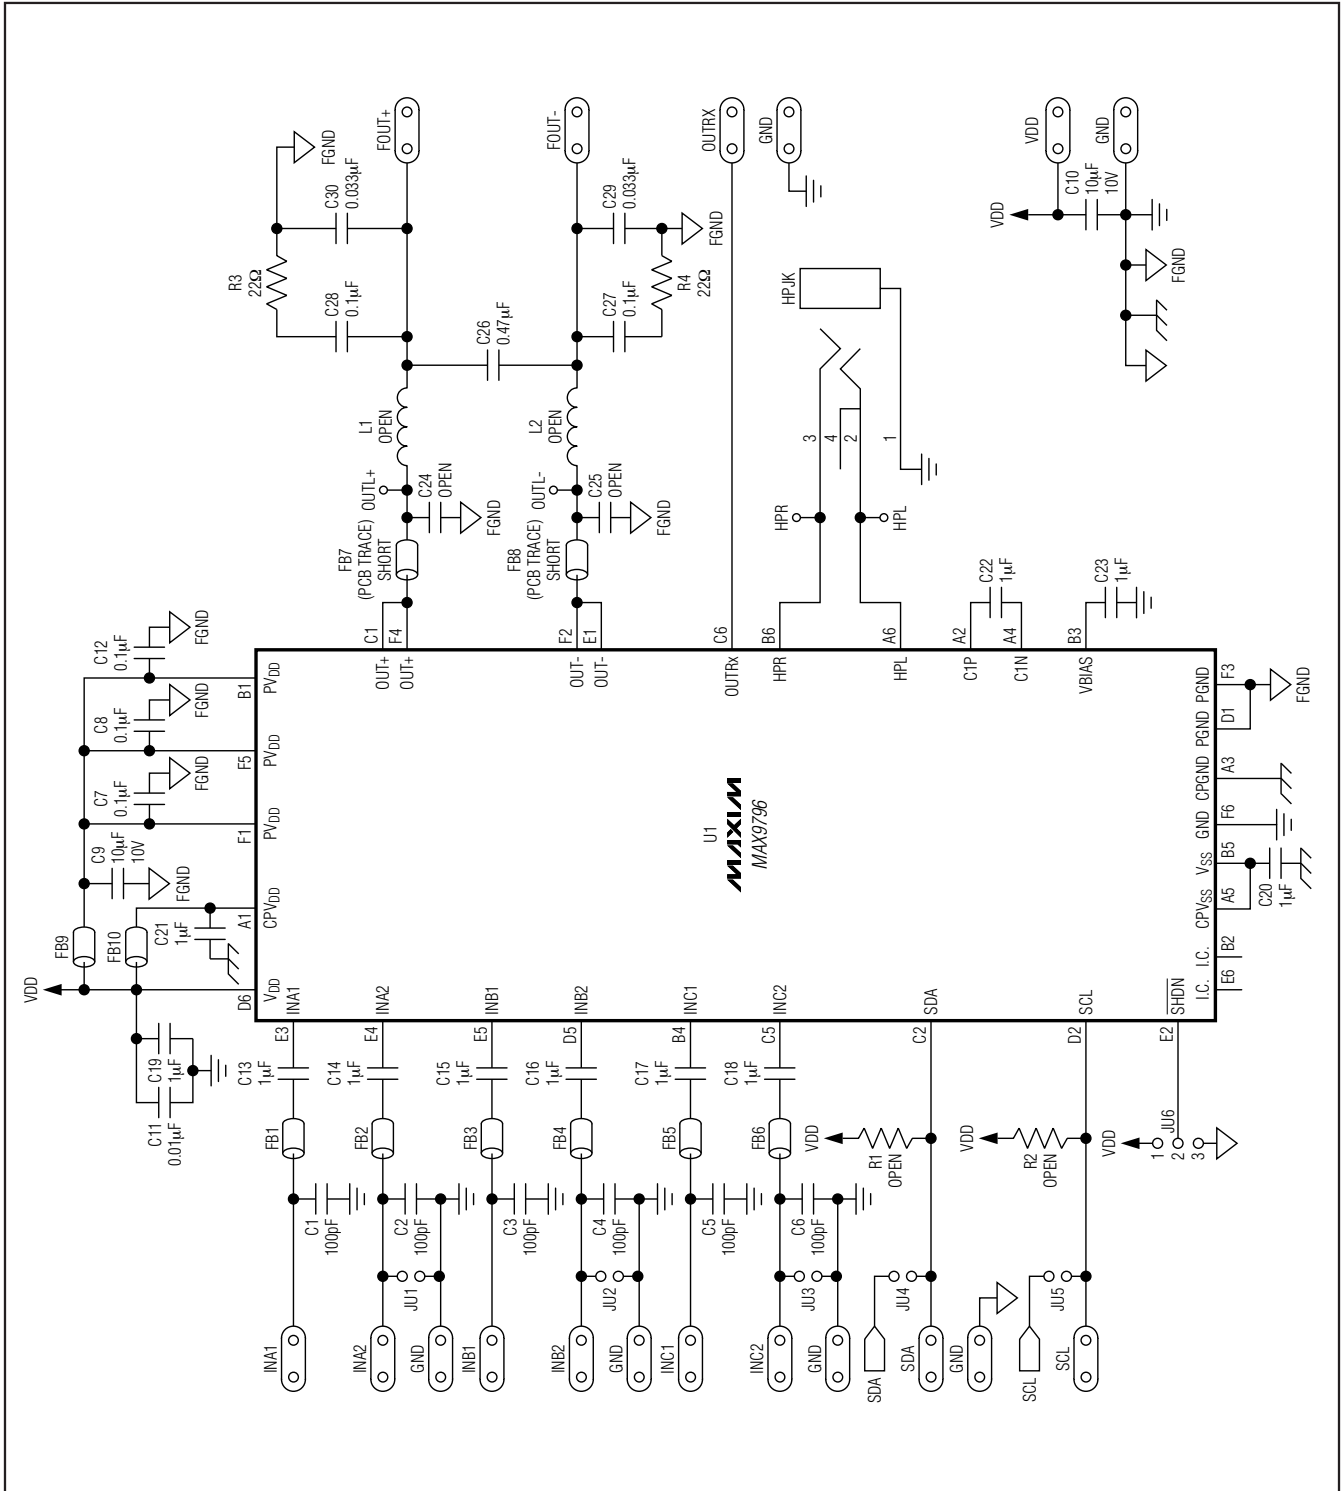 INA1
INA2
GND
INB1
INB2
GND
INC1
INC2
GND
SDA
SDA
GND
SCL
SCL
JU1
JU2
JU3
JU4
JU5
C1
100pF
C2
100pF
C3
100pF
C4
100pF
C5
100pF
C6
100pF
VDD
R1
OPEN
VDD
R2
OPEN
VDD
1
2
3
JU6
FB1
FB2
FB3
FB4
FB5
FB6
C11
0.01µF
C19
1µF
C13
1µF
C14
1µF
C15
1µF
C16
1µF
C17
1µF
C18
1µF
E3
E4
E5
D5
B4
C5
C2
D2
E2
INA1
INA2
INB1
INB2
INC1
INC2
SDA
SCL
SHDN
VDD
FB9
FB10
C21
1µF
C9
10µF
10V
FGND
C7
0.1µF
FGND
C8
0.1µF
FGND
C12
0.1µF
FGND
D6
A1
F1
F5
B1
VDD
CPVDD
PVDD
PVDD
PVDD
U1
MAXIM
MAX9796
I.C.
I.C.
CPVSS
VSS
GND
CPGND
PGND
PGND
E6
B2
A5
B5
F6
A3
D1
F3
C20
1µF
FGND
OUT+
OUT+
OUT-
OUT-
OUTRx
HPR
HPL
C1P
C1N
VBIAS
C1
F4
F2
E1
C6
B6
A6
A2
A4
B3
C22
1µF
C23
1µF
FB7
(PCB TRACE)
SHORT
OUTL+
C24
OPEN
FGND
FB8
(PCB TRACE)
SHORT
OUTL-
C25
OPEN
FGND
L1
OPEN
L2
OPEN
C26
0.47µF
R3
22Ω
C28
0.1µF
C30
0.033µF
FGND
C27
0.1µF
C29
0.033µF
R4
22Ω
FGND
HPR
HPL
3
4
2
1
HPJK
FOUT+
FOUT-
OUTRX
GND
VDD
GND
VDD
C10
10µF
10V
FGND